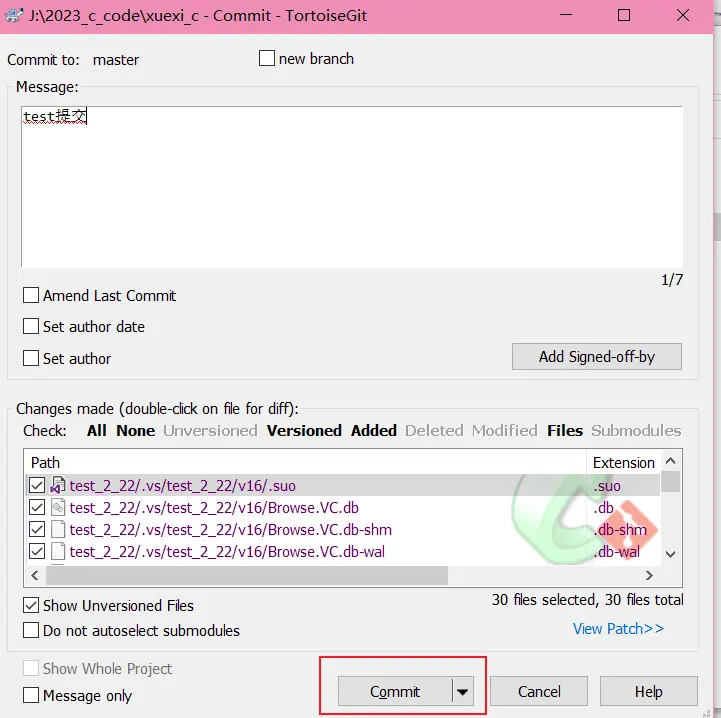 J:\2023_c_code\xuexi_c - Commit - TortoiseGit
Commit to: master new branch
Message:
test提交
1/7
Amend Last Commit
Set author date
Set author Add Signed-off-by
Changes made (double-click on file for diff):
Check: All None Unversioned Versioned Added Deleted Modified Files Submodules
Path Extension
test_2_22/.vs/test_2_22/v16/.suo .suo
test_2_22/.vs/test_2_22/v16/Browse.VC.db .db
test_2_22/.vs/test_2_22/v16/Browse.VC.db-shm .db-shm
test_2_22/.vs/test_2_22/v16/Browse.VC.db-wal .db-wal
Show Unversioned Files 30 files selected, 30 files total
Do not autoselect submodules View Patch>>
Show Whole Project
Message only Commit Cancel Help